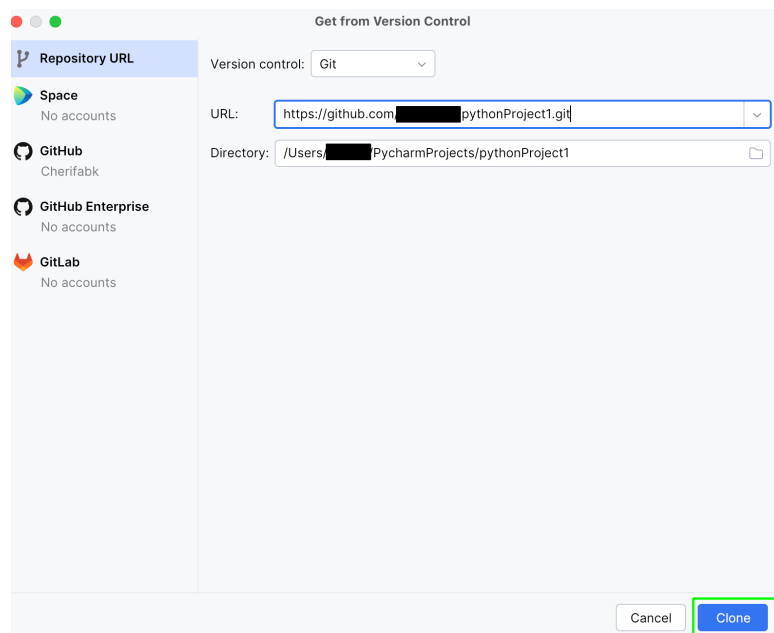 Get from Version Control
Repository URL
Space
No accounts
GitHub
Cherifabk
GitHub Enterprise
No accounts
GitLab
No accounts
Version control: Git
URL: https://github.com/ pythonProject1.git
Directory: /Users/ /PycharmProjects/pythonProject1
Cancel Clone